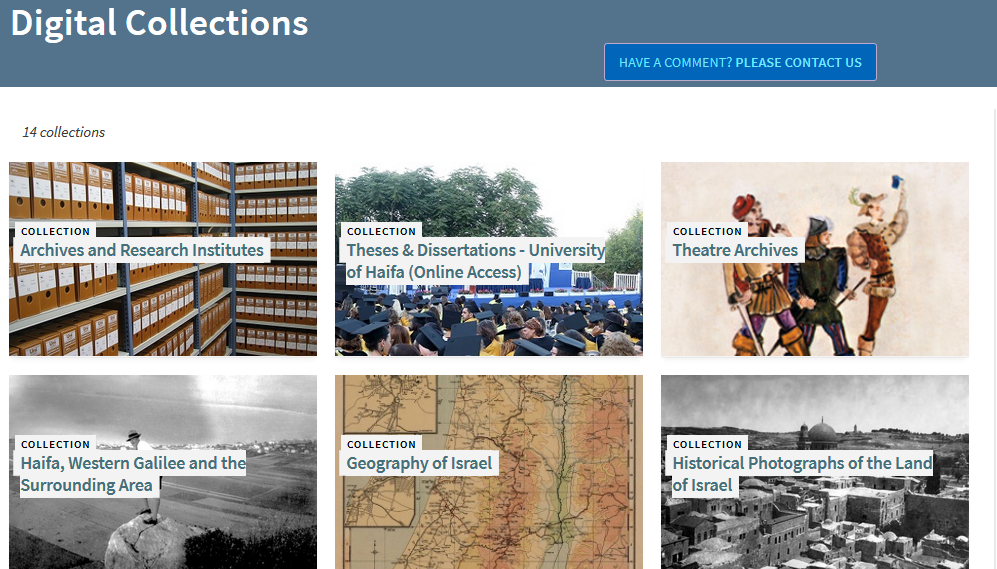 Digital Collections
HAVE A COMMENT? PLEASE CONTACT US
14 collections
COLLECTION
Archives and Research Institutes
COLLECTION
Theses & Dissertations - University
of Haifa (Online Access)
COLLECTION
Theatre Archives
COLLECTION
Haifa, Western Galilee and the
Surrounding Area
COLLECTION
Geography of Israel
COLLECTION
Historical Photographs of the Land
of Israel